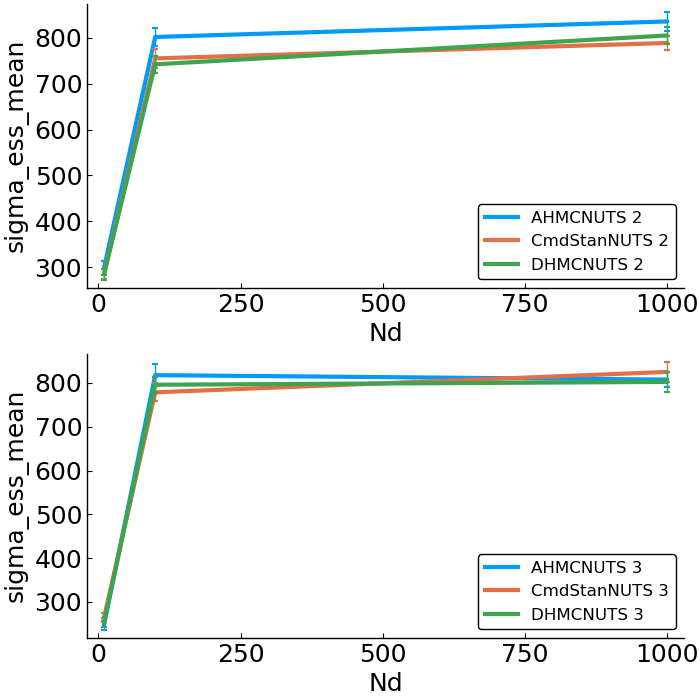 sigma_ess_mean
800
700
600
500
400
300
AHMCNUTS 2
CmdStanNUTS 2
DHMCNUTS 2
0 250 500 750 1000
Nd
sigma_ess_mean
800
700
600
500
400
300
AHMCNUTS 3
CmdStanNUTS 3
DHMCNUTS 3
0 250 500 750 1000
Nd